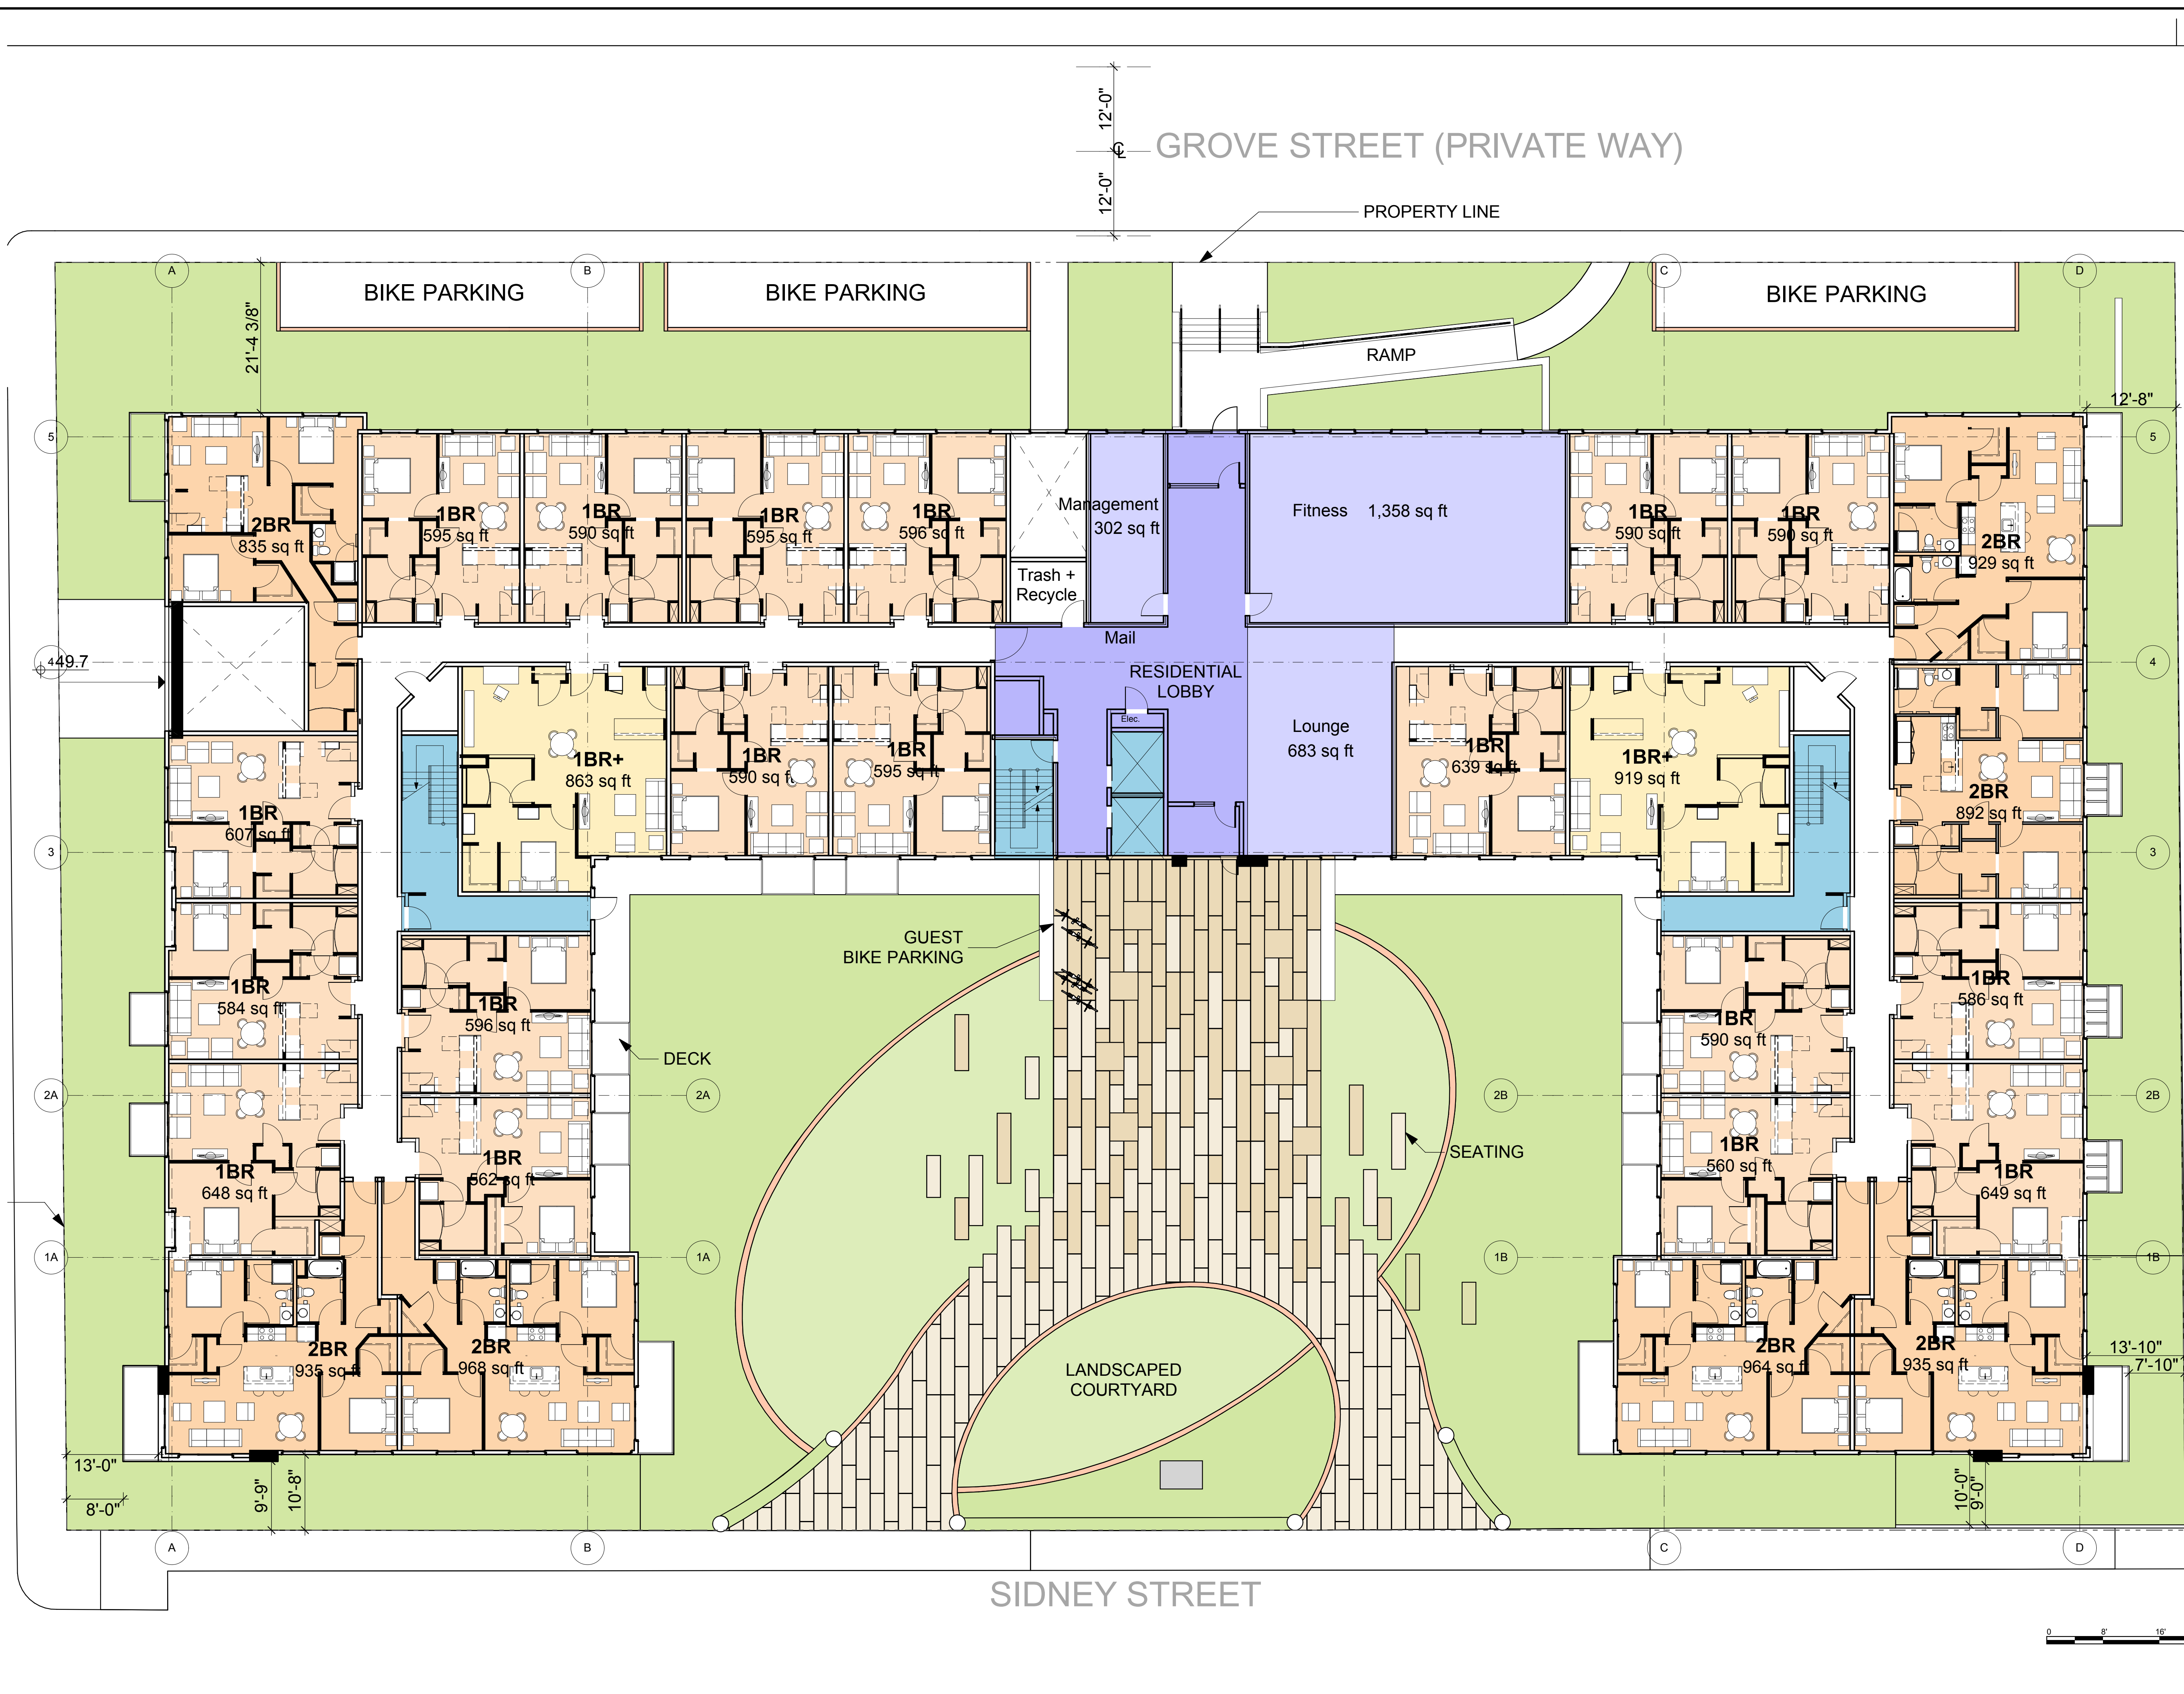 12'-0"
GROVE STREET (PRIVATE WAY)
12'-0"
PROPERTY LINE
A
B
C
D
BIKE PARKING
BIKE PARKING
BIKE PARKING
21'-4 3/8"
RAMP
12'-8"
5
5
2BR
835 sq ft
1BR
595 sq ft
1BR
590 sq ft
1BR
595 sq ft
1BR
596 sq ft
Management
302 sq ft
Fitness 1,358 sq ft
1BR
590 sq ft
1BR
590 sq ft
2BR
929 sq ft
Trash +
Recycle
Mail
RESIDENTIAL
LOBBY
Elec.
Lounge
683 sq ft
4
49.7
4
1BR+
863 sq ft
1BR
590 sq ft
1BR
595 sq ft
1BR
639 sq ft
1BR+
919 sq ft
2BR
892 sq ft
1BR
607 sq ft
3
3
1BR
584 sq ft
1BR
596 sq ft
GUEST
BIKE PARKING
1BR
590 sq ft
1BR
586 sq ft
DECK
2A
2A
2B
2B
SEATING
1BR
648 sq ft
1BR
562 sq ft
1BR
560 sq ft
1BR
649 sq ft
1A
1A
1B
1B
2BR
935 sq ft
2BR
968 sq ft
LANDSCAPED
COURTYARD
2BR
964 sq ft
2BR
935 sq ft
13'-10"
7'-10"
13'-0"
8'-0"
9'-9"
10'-8"
10'-0"
9'-0"
A
B
C
D
SIDNEY STREET
0 8' 16'